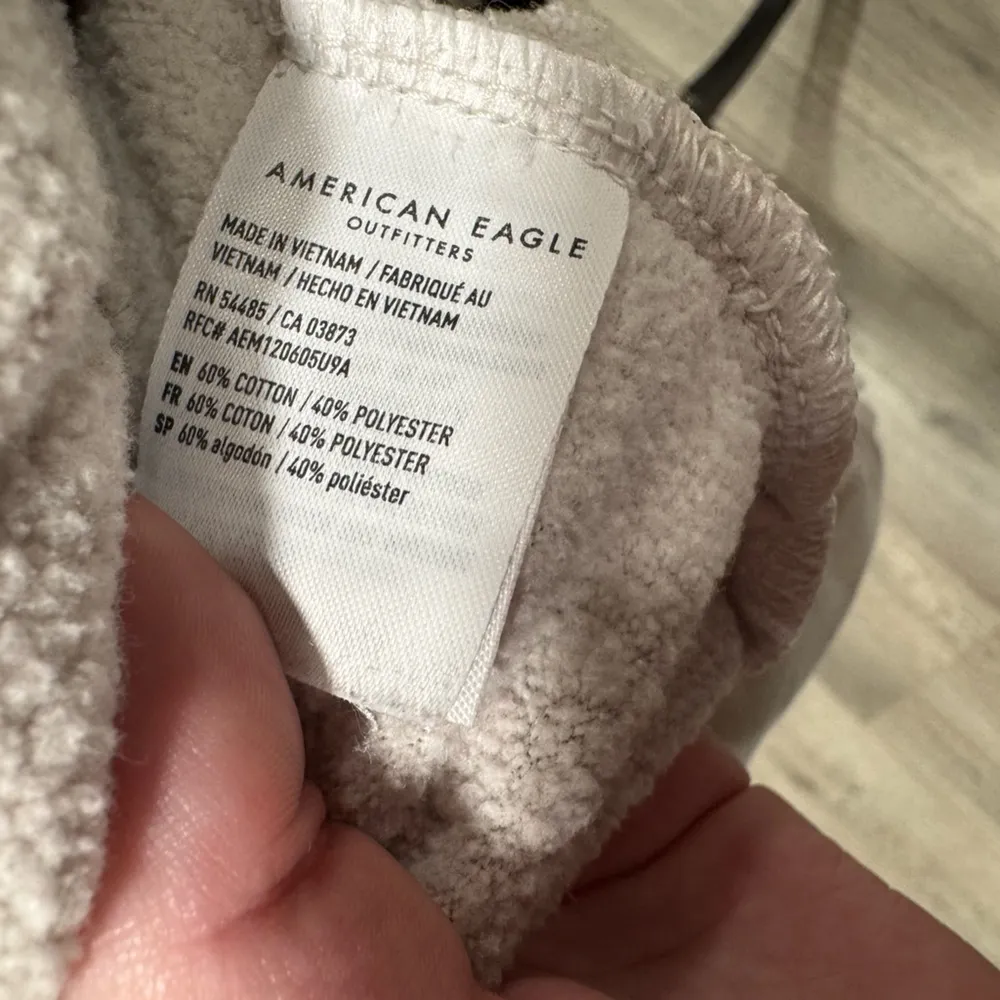 AMERICAN EAGLE
OUTFITTERS
MADE IN VIETNAM / FABRIQUÉ AU
VIETNAM / HECHO EN VIETNAM
RN 54485 / CA 03873
RFC# AEM120605U9A
EN 60% COTTON / 40% POLYESTER
FR 60% COTON / 40% POLYESTER
SP 60% algodón / 40% poliéster